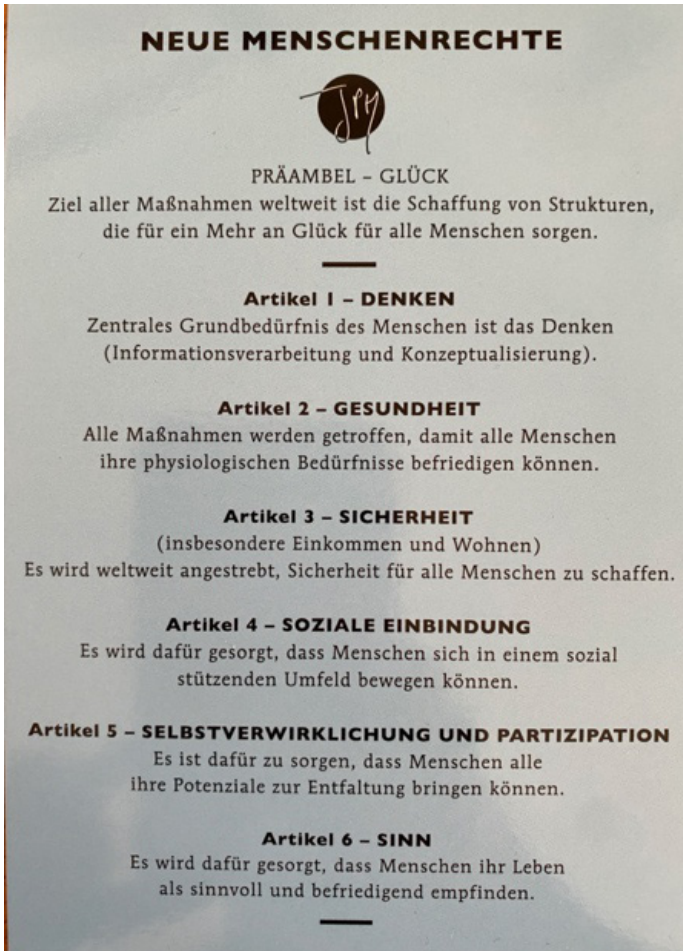 NEUE MENSCHENRECHTE
JPM
PRÄAMBEL – GLÜCK
Ziel aller Maßnahmen weltweit ist die Schaffung von Strukturen,
die für ein Mehr an Glück für alle Menschen sorgen.
Artikel 1 – DENKEN
Zentrales Grundbedürfnis des Menschen ist das Denken
(Informationsverarbeitung und Konzeptualisierung).
Artikel 2 – GESUNDHEIT
Alle Maßnahmen werden getroffen, damit alle Menschen
ihre physiologischen Bedürfnisse befriedigen können.
Artikel 3 – SICHERHEIT
(insbesondere Einkommen und Wohnen)
Es wird weltweit angestrebt, Sicherheit für alle Menschen zu schaffen.
Artikel 4 – SOZIALE EINBINDUNG
Es wird dafür gesorgt, dass Menschen sich in einem sozial
stützenden Umfeld bewegen können.
Artikel 5 – SELBSTVERWIRKLICHUNG UND PARTIZIPATION
Es ist dafür zu sorgen, dass Menschen alle
ihre Potenziale zur Entfaltung bringen können.
Artikel 6 – SINN
Es wird dafür gesorgt, dass Menschen ihr Leben
als sinnvoll und befriedigend empfinden.